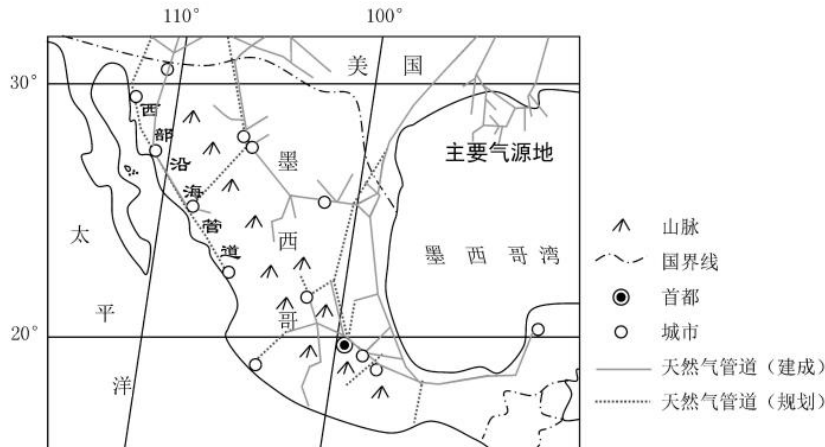 110°
100°
30°
20°
美国
主要气源地
西部沿海管道
墨西哥
墨西哥湾
太平洋
山脉
国界线
首都
城市
天然气管道（建成）
天然气管道（规划）